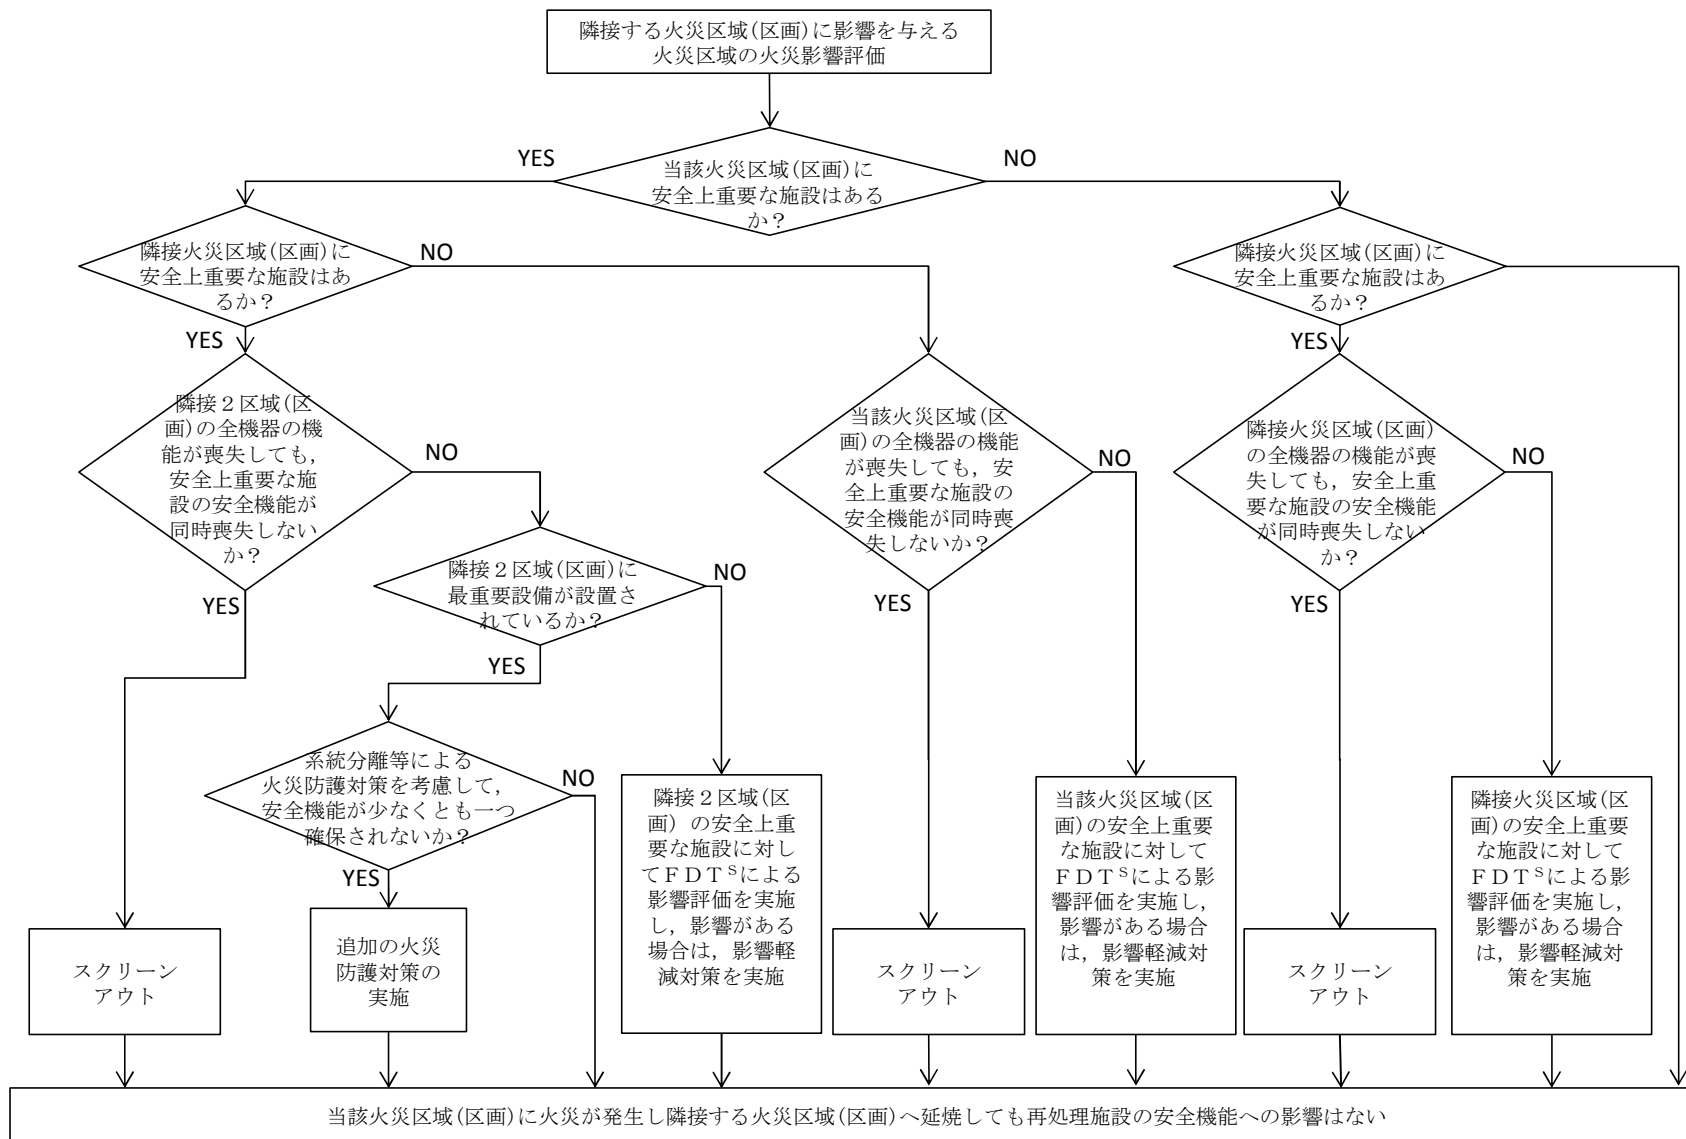 隣接する火災区域(区画)に影響を与える
火災区域の火災影響評価
当該火災区域(区画)に
安全上重要な施設はあるか？
YES
NO
隣接火災区域(区画)に
安全上重要な施設はあ
るか？
NO
YES
隣接火災区域(区画)に
安全上重要な施設はあ
るか？
YES
隣接２区域(区
画)の全機器の機
能が喪失しても，
安全上重要な施
設の安全機能が
同時喪失しない
か？
NO
YES
当該火災区域(区
画)の全機器の機能
が喪失しても，安
全上重要な施設の
安全機能が同時喪
失しないか？
NO
YES
隣接火災区域(区画)
の全機器の機能が喪
失しても，安全上重
要な施設の安全機能
が同時喪失しない
か？
NO
YES
隣接２区域(区画)に
最重要設備が設置さ
れているか？
NO
YES
系統分離等による
火災防護対策を考慮して，
安全機能が少なくとも一つ
確保されないか？
NO
YES
スクリーン
アウト
追加の火災
防護対策の
実施
隣接２区域(区
画) の安全上重
要な施設に対し
てＦＤＴˢによる
影響評価を実施
し，影響がある
場合は，影響軽
減対策を実施
スクリーン
アウト
当該火災区域(区
画)の安全上重要
な施設に対して
ＦＤＴˢによる影
響評価を実施し，
影響がある場合
は，影響軽減対
策を実施
スクリーン
アウト
隣接火災区域(区
画)の安全上重要
な施設に対して
ＦＤＴˢによる影
響評価を実施し，
影響がある場合
は，影響軽減対
策を実施
当該火災区域(区画)に火災が発生し隣接する火災区域(区画)へ延焼しても再処理施設の安全機能への影響はない